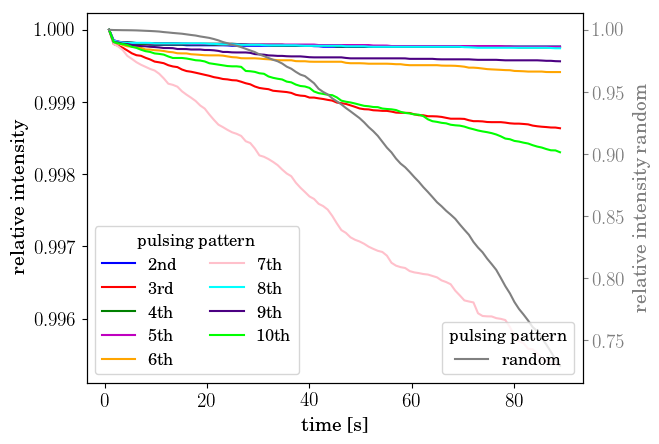 1.000
0.999
0.998
0.997
0.996
relative intensity
1.00
0.95
0.90
0.85
0.80
0.75
relative intensity random
pulsing pattern
2nd
3rd
4th
5th
6th
7th
8th
9th
10th
pulsing pattern
random
0
20
40
60
80
time [s]